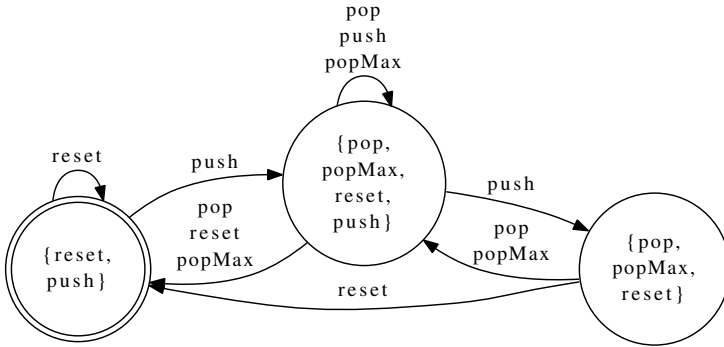 pop
push
popMax
reset
push
{pop,
popMax,
reset,
push}
push
pop
reset
popMax
pop
popMax
{reset,
push}
{pop,
popMax,
reset}
reset